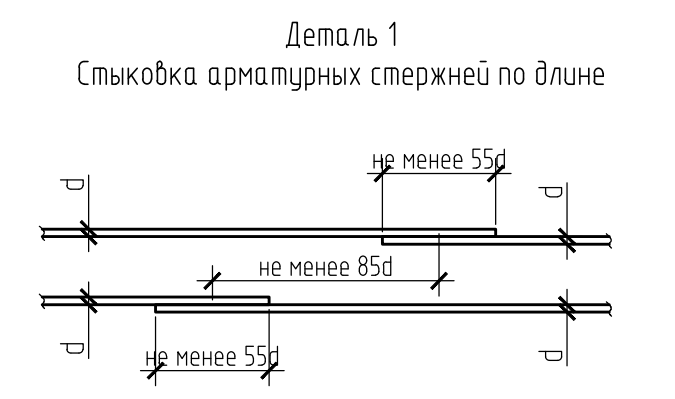 Деталь 1
Стыковка арматурных стержней по длине
не менее 55d
d
d
не менее 85d
d
d
не менее 55d